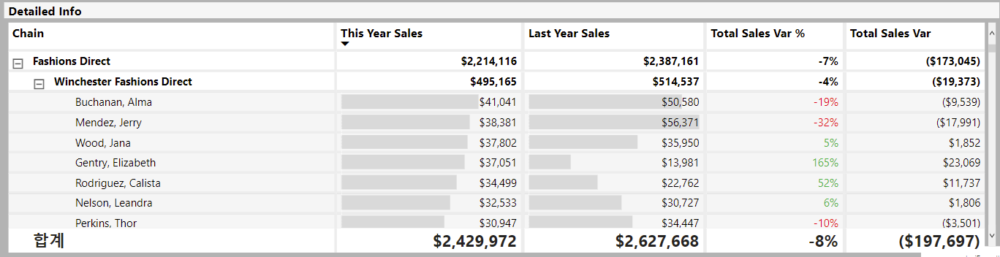 Detailed Info
Chain This Year Sales Last Year Sales Total Sales Var % Total Sales Var
Fashions Direct $2,214,116 $2,387,161 -7% ($173,045)
Winchester Fashions Direct $495,165 $514,537 -4% ($19,373)
Buchanan, Alma $41,041 $50,580 -19% ($9,539)
Mendez, Jerry $38,381 $56,371 -32% ($17,991)
Wood, Jana $37,802 $35,950 5% $1,852
Gentry, Elizabeth $37,051 $13,981 165% $23,069
Rodriguez, Calista $34,499 $22,762 52% $11,737
Nelson, Leandra $32,533 $30,727 6% $1,806
Perkins, Thor $30,947 $34,447 -10% ($3,501)
합계 $2,429,972 $2,627,668 -8% ($197,697)